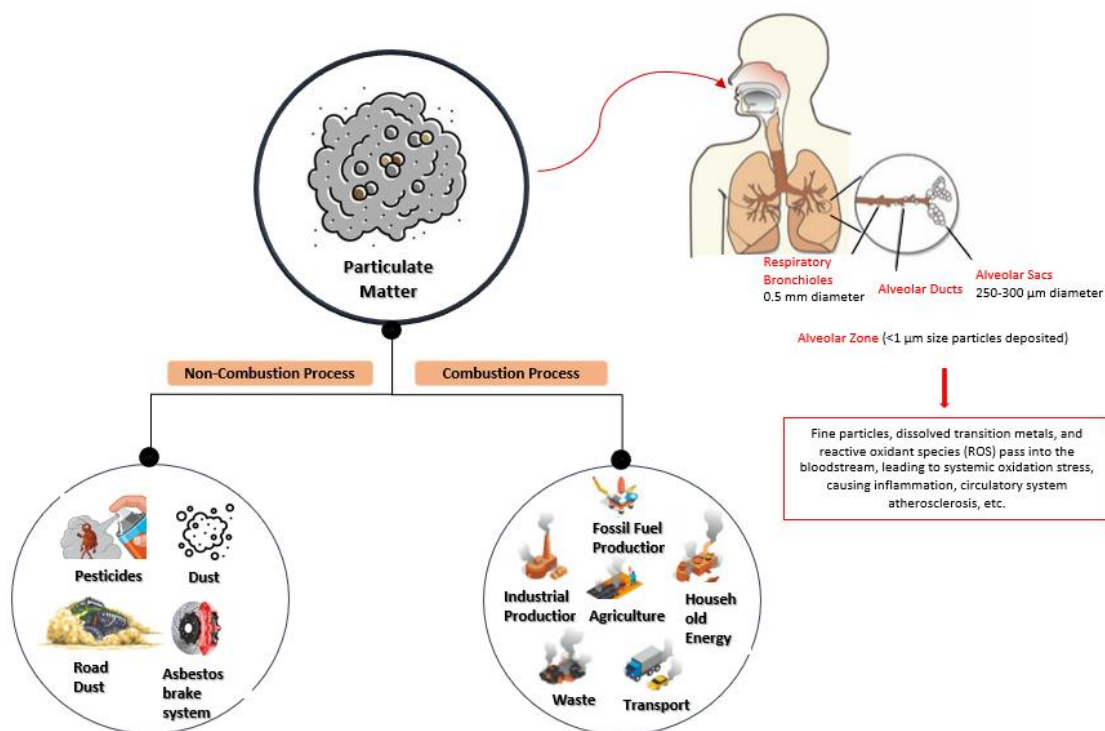 Particulate
Matter
Respiratory
Bronchioles
0.5 mm diameter
Alveolar Ducts
Alveolar Sacs
250-300 µm diameter
Alveolar Zone (<1 µm size particles deposited)
Non-Combustion Process
Combustion Process
Fine particles, dissolved transition metals, and
reactive oxidant species (ROS) pass into the
bloodstream, leading to systemic oxidation stress,
causing inflammation, circulatory system
atherosclerosis, etc.
Pesticides
Dust
Road
Dust
Asbestos
brake
system
Fossil Fuel
Productior
Industrial
Productior
Agriculture
Househ
old
Energy
Waste
Transport